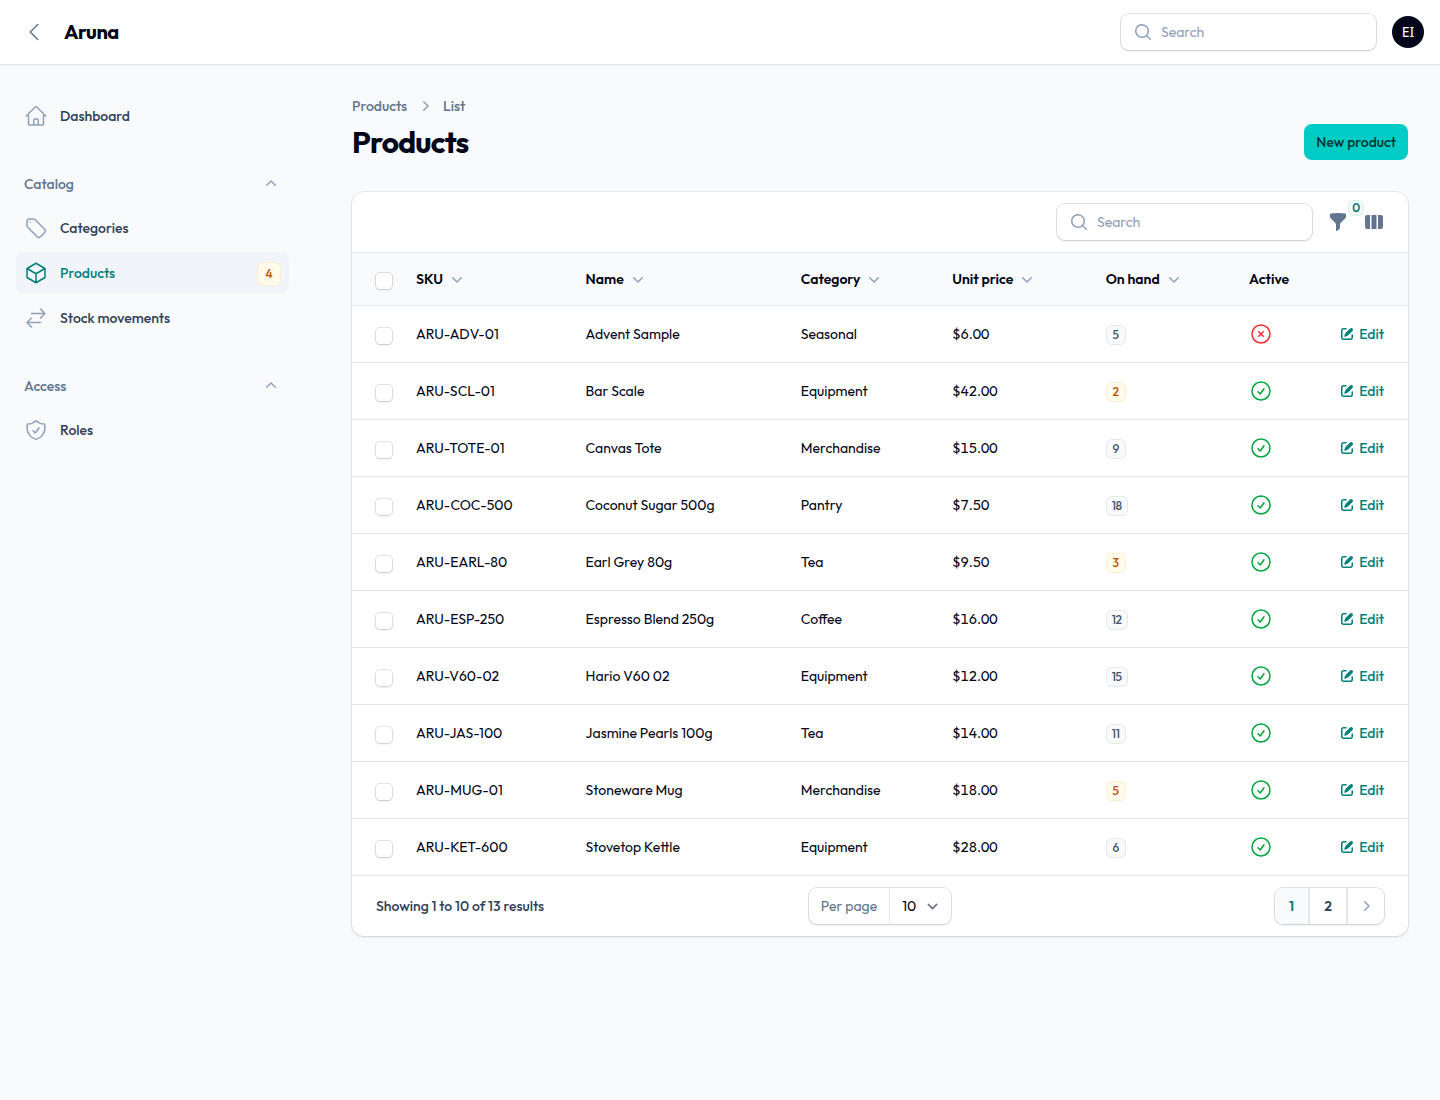 Aruna
Search
EI
Dashboard
Catalog
Categories
Products
4
Stock movements
Access
Roles
Products
List
Products
New product
Search
0
SKU Name Category Unit price On hand Active
ARU-ADV-01 Advent Sample Seasonal $6.00 5 Edit
ARU-SCL-01 Bar Scale Equipment $42.00 2 Edit
ARU-TOTE-01 Canvas Tote Merchandise $15.00 9 Edit
ARU-COC-500 Coconut Sugar 500g Pantry $7.50 18 Edit
ARU-EARL-80 Earl Grey 80g Tea $9.50 3 Edit
ARU-ESP-250 Espresso Blend 250g Coffee $16.00 12 Edit
ARU-V60-02 Hario V60 02 Equipment $12.00 15 Edit
ARU-JAS-100 Jasmine Pearls 100g Tea $14.00 11 Edit
ARU-MUG-01 Stoneware Mug Merchandise $18.00 5 Edit
ARU-KET-600 Stovetop Kettle Equipment $28.00 6 Edit
Showing 1 to 10 of 13 results
Per page 10
1 2